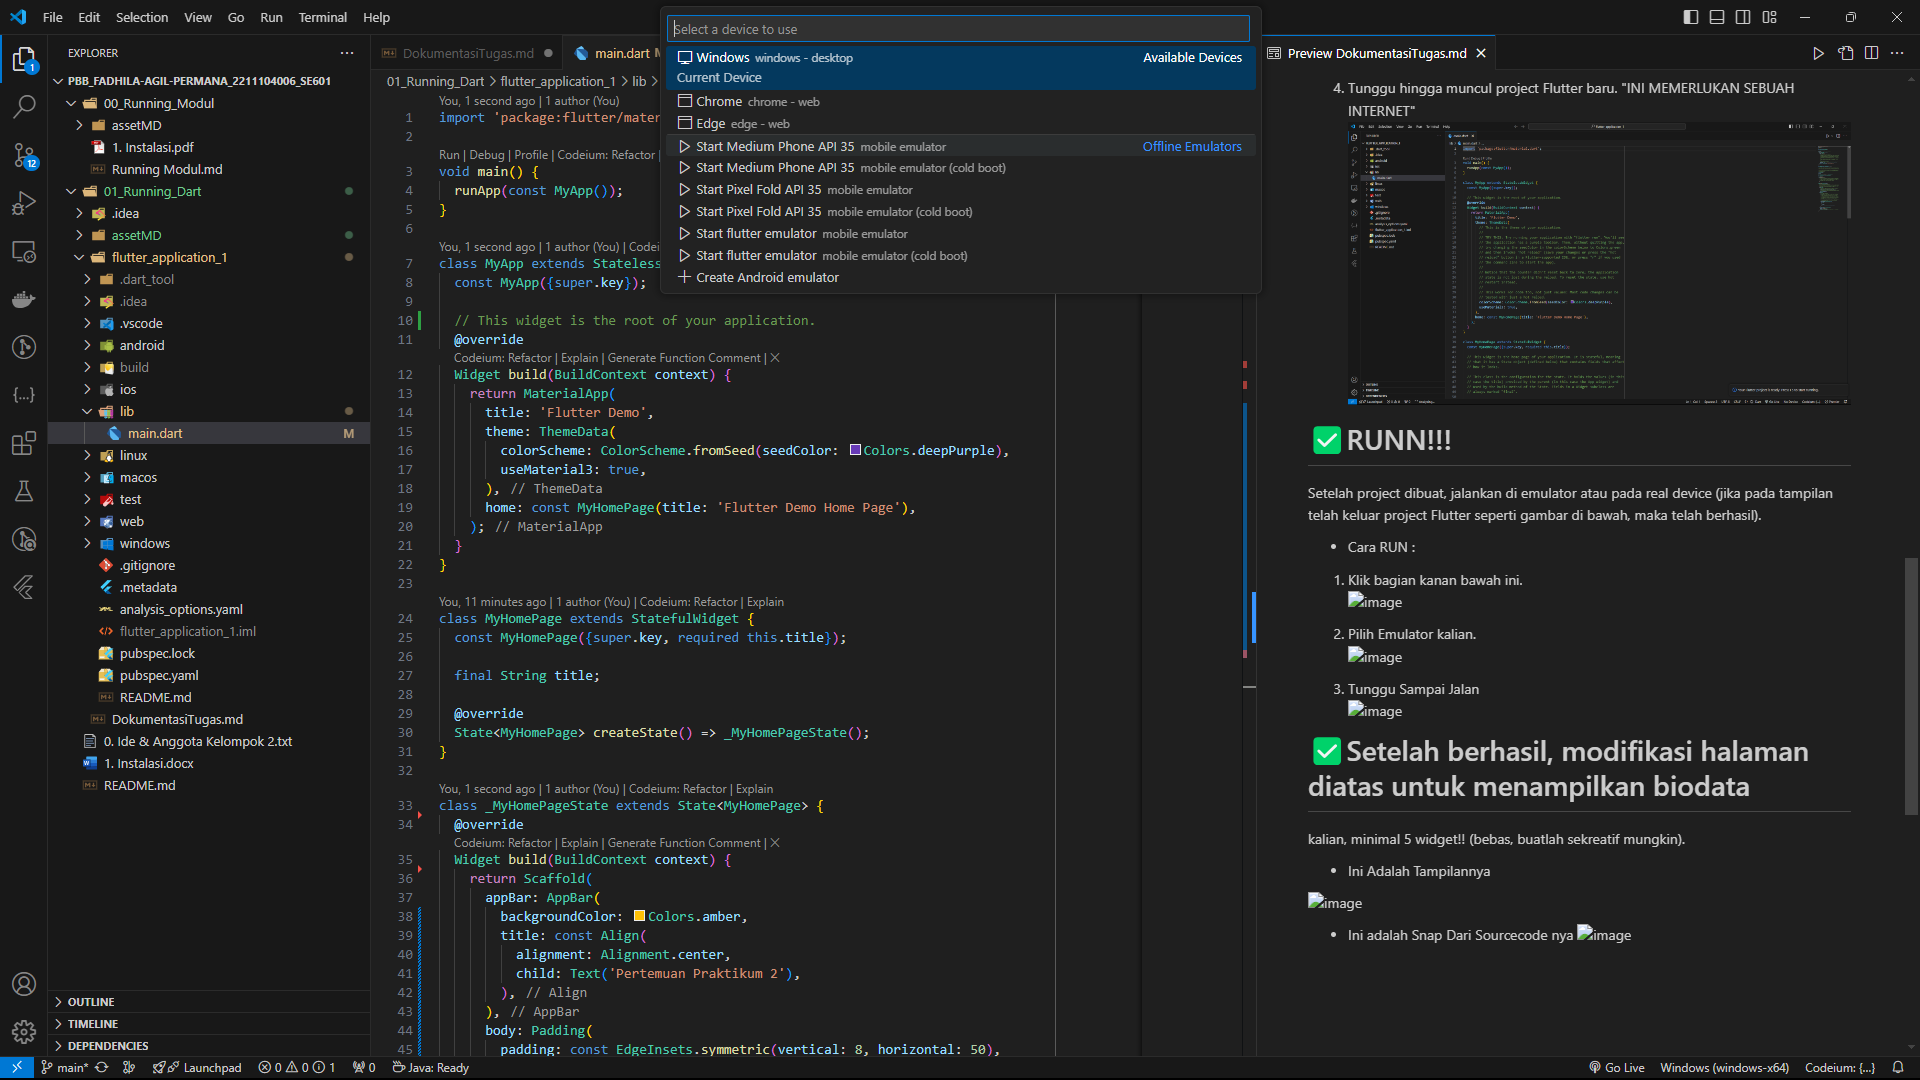 File Edit Selection View Go Run Terminal Help
Select a device to use
Windows windows - desktop Available Devices
Current Device
Chrome chrome - web
Edge edge - web
Start Medium Phone API 35 mobile emulator Offline Emulators
Start Medium Phone API 35 mobile emulator (cold boot)
Start Pixel Fold API 35 mobile emulator
Start Pixel Fold API 35 mobile emulator (cold boot)
Start flutter emulator mobile emulator
Start flutter emulator mobile emulator (cold boot)
Create Android emulator
EXPLORER
PBB_FADHILA-AGIL-PERMANA_2211104006_SE601
00_Running_Modul
assetMD
1. Instalasi.pdf
Running Modul.md
01_Running_Dart
.idea
assetMD
flutter_application_1
.dart_tool
.idea
.vscode
android
build
ios
lib
main.dart M
linux
macos
test
web
windows
.gitignore
.metadata
analysis_options.yaml
flutter_application_1.iml
pubspec.lock
pubspec.yaml
README.md
DokumentasiTugas.md
0. Ide & Anggota Kelompok 2.txt
1. Instalasi.docx
README.md
OUTLINE
TIMELINE
DEPENDENCIES
1
12
DokumentasiTugas.md
main.dart
01_Running_Dart > flutter_application_1 > lib >
You, 1 second ago | 1 author (You)
1 import 'package:flutter/mater
2
Run | Debug | Profile | Codeium: Refactor |
3 void main() {
4 runApp(const MyApp());
5 }
6
You, 1 second ago | 1 author (You) | Codei
7 class MyApp extends Stateless
8 const MyApp({super.key});
9
10 // This widget is the root of your application.
11 @override
Codeium: Refactor | Explain | Generate Function Comment | X
12 Widget build(BuildContext context) {
13 return MaterialApp(
14 title: 'Flutter Demo',
15 theme: ThemeData(
16 colorScheme: ColorScheme.fromSeed(seedColor: Colors.deepPurple),
17 useMaterial3: true,
18 ), // ThemeData
19 home: const MyHomePage(title: 'Flutter Demo Home Page'),
20 ); // MaterialApp
21 }
22 }
23
You, 11 minutes ago | 1 author (You) | Codeium: Refactor | Explain
24 class MyHomePage extends StatefulWidget {
25 const MyHomePage({super.key, required this.title});
26
27 final String title;
28
29 @override
30 State<MyHomePage> createState() => _MyHomePageState();
31 }
32
You, 1 second ago | 1 author (You) | Codeium: Refactor | Explain
33 class _MyHomePageState extends State<MyHomePage> {
34 @override
Codeium: Refactor | Explain | Generate Function Comment | X
35 Widget build(BuildContext context) {
36 return Scaffold(
37 appBar: AppBar(
38 backgroundColor: Colors.amber,
39 title: const Align(
40 alignment: Alignment.center,
41 child: Text('Pertemuan Praktikum 2'),
42 ), // Align
43 ), // AppBar
44 body: Padding(
45 padding: const EdgeInsets.symmetric(vertical: 8, horizontal: 50),
Preview DokumentasiTugas.md
4. Tunggu hingga muncul project Flutter baru. "INI MEMERLUKAN SEBUAH
INTERNET"
RUNN!!!
Setelah project dibuat, jalankan di emulator atau pada real device (jika pada tampilan
telah keluar project Flutter seperti gambar di bawah, maka telah berhasil).
• Cara RUN :
1. Klik bagian kanan bawah ini.
image
2. Pilih Emulator kalian.
image
3. Tunggu Sampai Jalan
image
Setelah berhasil, modifikasi halaman
diatas untuk menampilkan biodata
kalian, minimal 5 widget!! (bebas, buatlah sekreatif mungkin).
• Ini Adalah Tampilannya
image
• Ini adalah Snap Dari Sourcecode nya image
main* Launchpad 0 0 1 0 Java: Ready Go Live Windows (windows-x64) Codeium: {...}